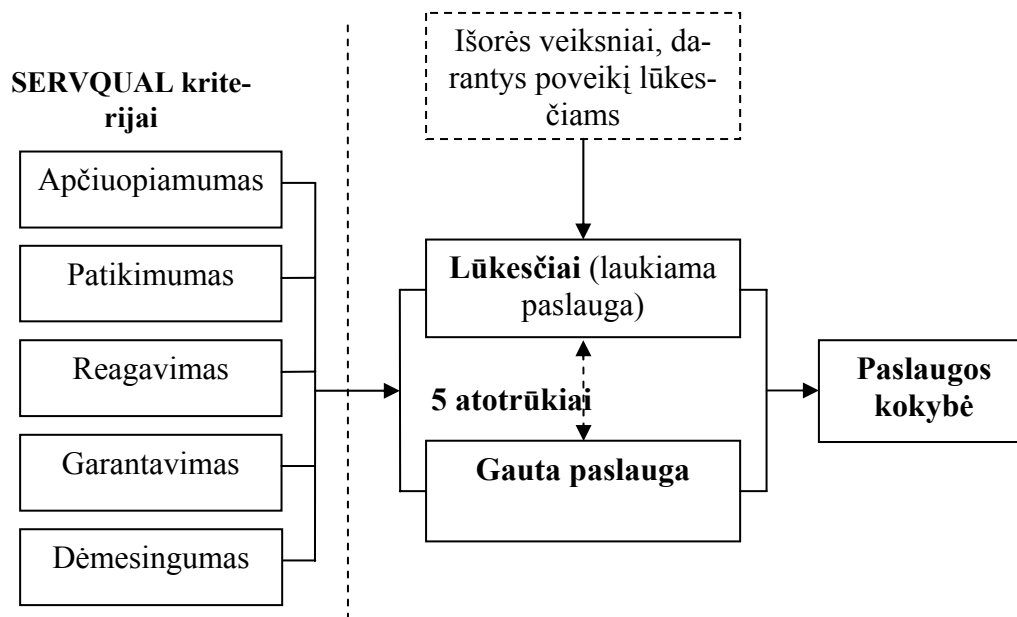 SERVQUAL krite-
rijai
Apčiuopiamumas
Patikimumas
Reagavimas
Garantavimas
Dėmesingumas
Išorės veiksniai, da-
rantys poveikį lūkes-
čiams
Lūkesčiai (laukiama
paslauga)
5 atotrūkiai
Gauta paslauga
Paslaugos
kokybė